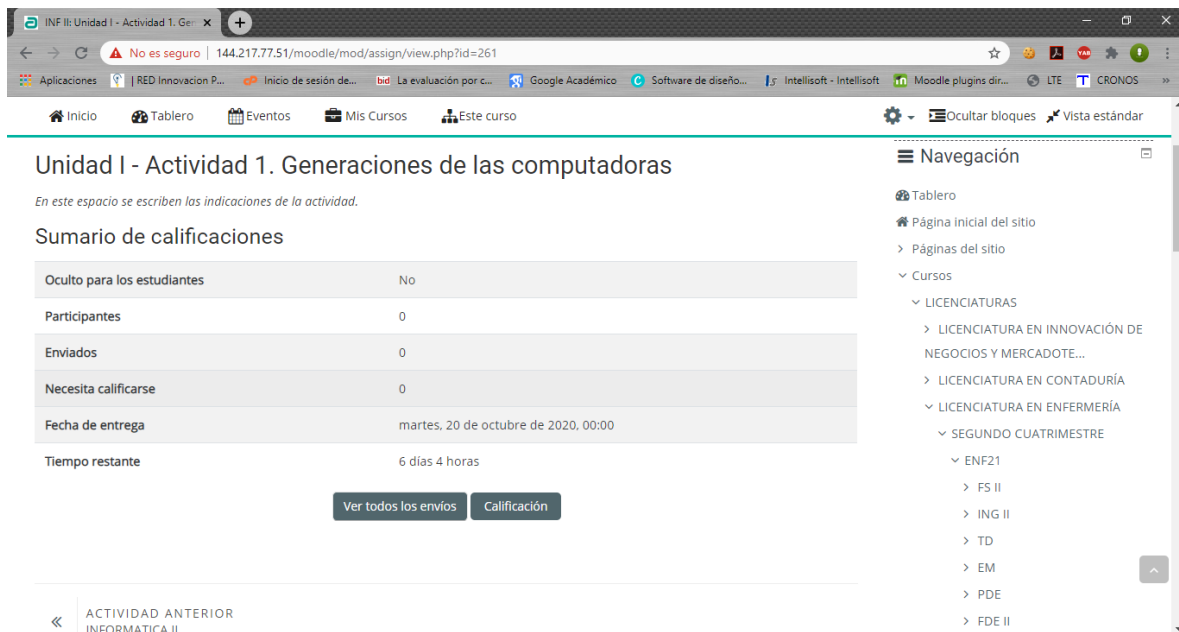 INF II: Unidad I - Actividad 1. Ger
No es seguro | 144.217.77.51/moodle/mod/assign/view.php?id=261
Aplicaciones | RED Innovacion P... Inicio de sesión de... bid La evaluación por c... Google Académico Software de diseño... Intellisoft - Intellisoft Moodle plugins dir... LTE CRONOS »
Inicio Tablero Eventos Mis Cursos Este curso Ocultar bloques Vista estándar
Unidad I - Actividad 1. Generaciones de las computadoras
En este espacio se escriben las indicaciones de la actividad.
Sumario de calificaciones
Oculto para los estudiantes No
Participantes 0
Enviados 0
Necesita calificarse 0
Fecha de entrega martes, 20 de octubre de 2020, 00:00
Tiempo restante 6 días 4 horas
Ver todos los envíos Calificación
« ACTIVIDAD ANTERIOR
INFORMATICA II
Navegación
Tablero
Página inicial del sitio
Páginas del sitio
Cursos
LICENCIATURAS
LICENCIATURA EN INNOVACIÓN DE
NEGOCIOS Y MERCADOTE...
LICENCIATURA EN CONTADURÍA
LICENCIATURA EN ENFERMERÍA
SEGUNDO CUATRIMESTRE
ENF21
FS II
ING II
TD
EM
PDE
FDE II